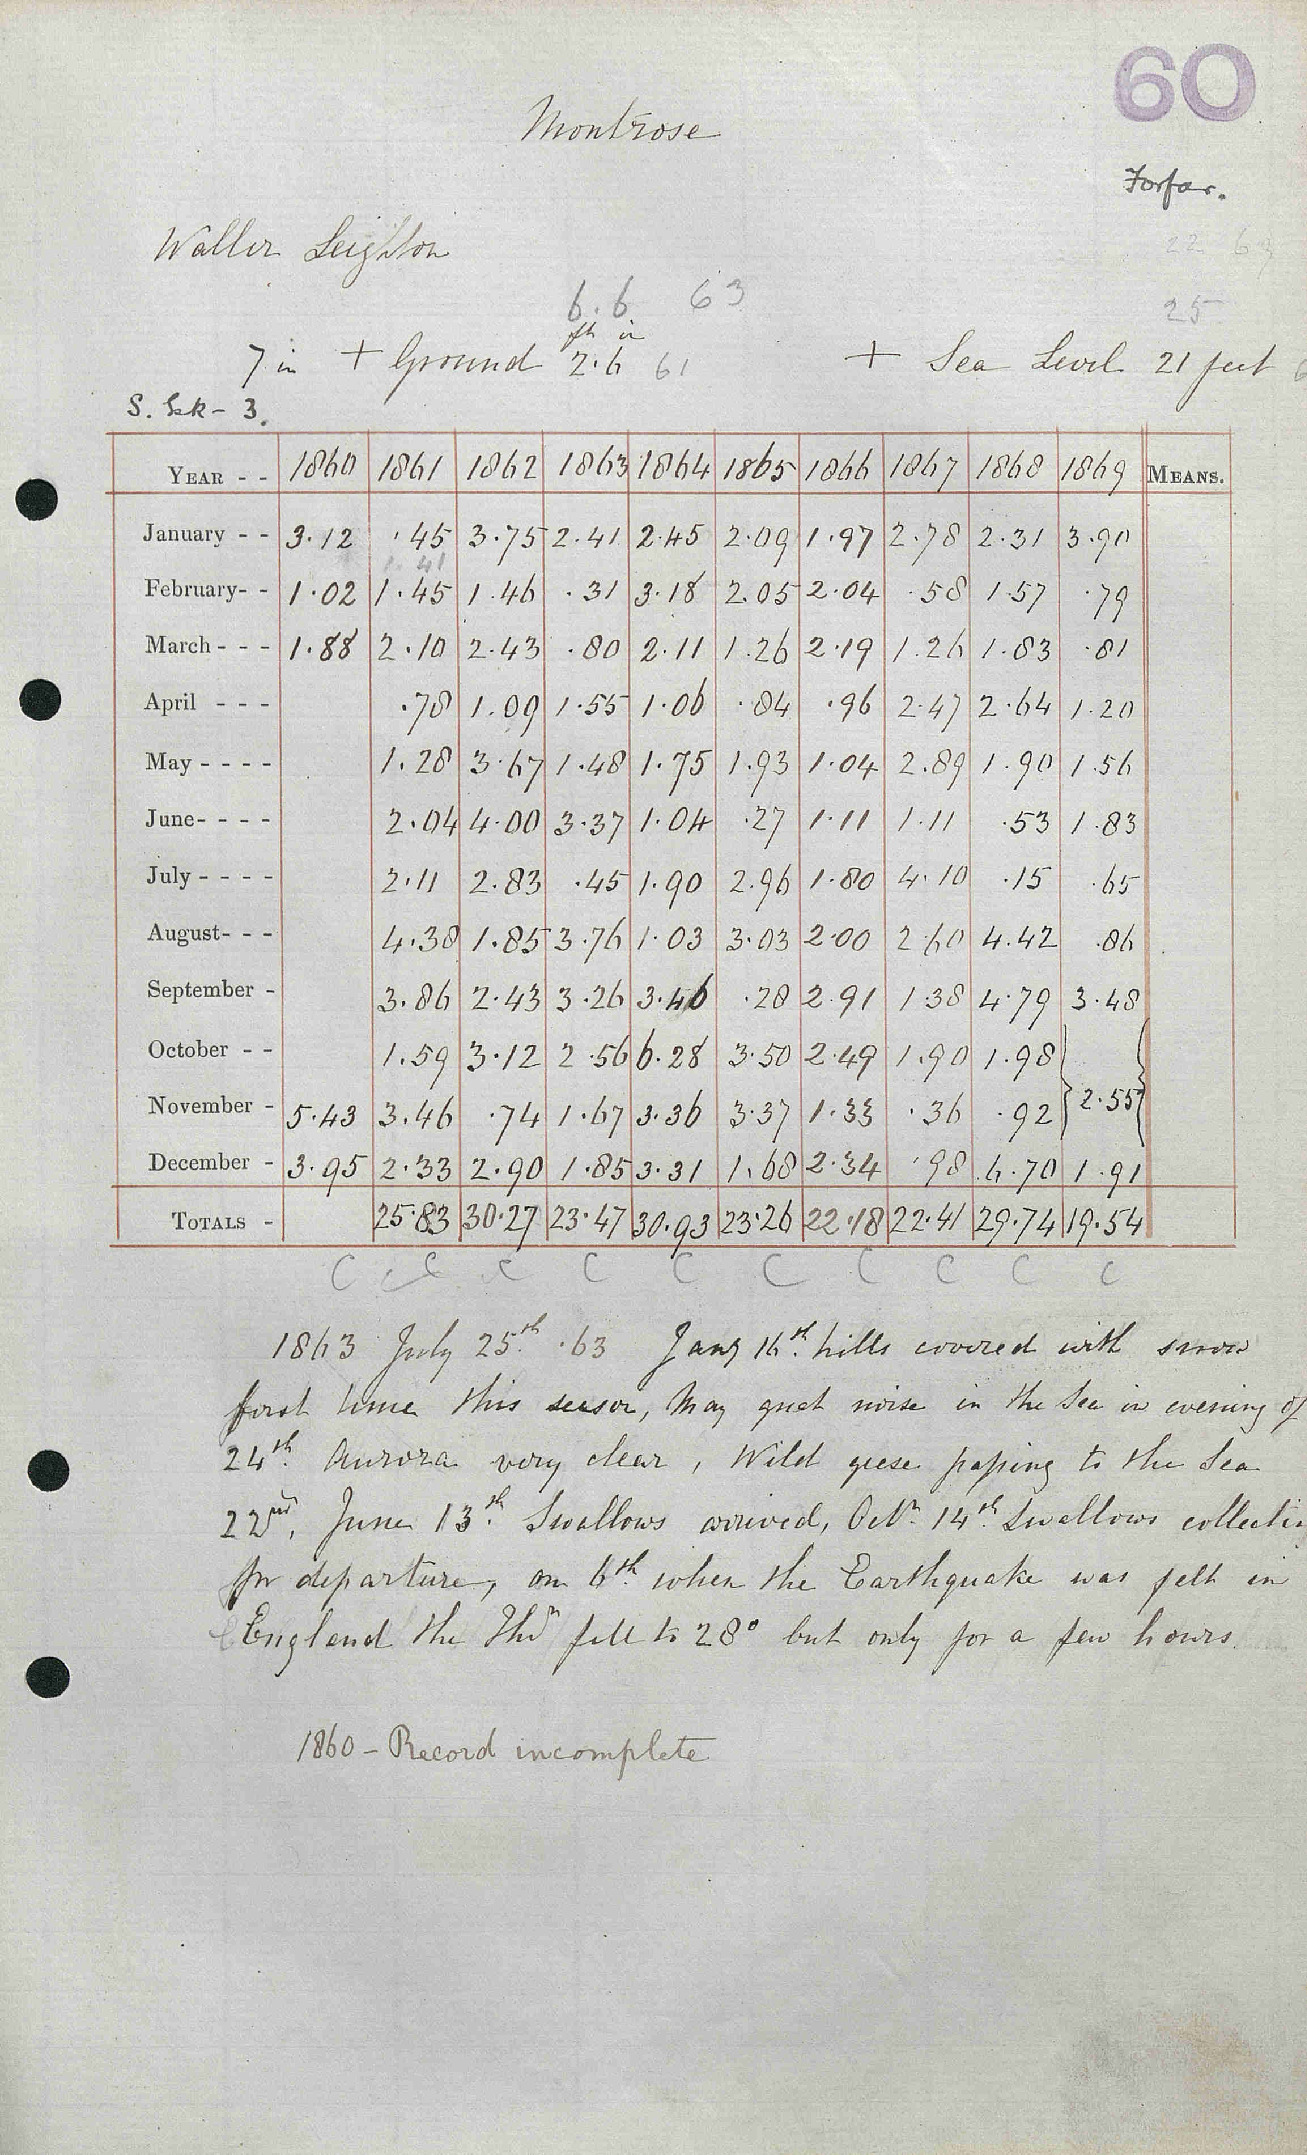 60
Montrose
Forfar.
Walter Leighton
22 63
6.6 63
25
ft in
7 in + Ground 2.6 61 + Sea Level 21 feet
S. - 3.
YEAR - - 1860 1861 1862 1863 1864 1865 1866 1867 1868 1869 MEANS.
January - - 3.12 .45 3.75 2.41 2.45 2.09 1.97 2.78 2.31 3.90
1.41
February- - 1.02 1.45 1.46 .31 3.18 2.05 2.04 .58 1.57 .79
March - - - 1.88 2.10 2.43 .80 2.11 1.26 2.19 1.26 1.83 .81
April - - - .78 1.09 1.55 1.06 .84 .96 2.47 2.64 1.20
May - - - - 1.28 3.67 1.48 1.75 1.93 1.04 2.89 1.90 1.56
June- - - - 2.04 4.00 3.37 1.04 .27 1.11 1.11 .53 1.83
July - - - - 2.11 2.83 .45 1.90 2.96 1.80 4.10 .15 .65
August- - - 4.38 1.85 3.76 1.03 3.03 2.00 2.60 4.42 .86
September - 3.86 2.43 3.26 3.46 .28 2.91 1.38 4.79 3.48
October - - 1.59 3.12 2.56 6.28 3.50 2.49 1.90 1.98
November - 5.43 3.46 .74 1.67 3.36 3.37 1.33 .36 .92 2.55
December - 3.95 2.33 2.90 1.85 3.31 1.68 2.34 .98 6.70 1.91
TOTALS - 25.83 30.27 23.47 30.93 23.26 22.18 22.41 29.74 19.54
C C C C C C C C C C
1863 July 25th .63 Jany 16th hills covered with snow
first time this season, May great noise in the Sea in evening of
24th Aurora very clear, Wild geese passing to the Sea
22nd, June 13th Swallows arrived, Octr 14th Swallows collectin
for departure, on 6th when the Earthquake was felt in
England the Thr fell to 28° but only for a few hours
1860 - Record incomplete